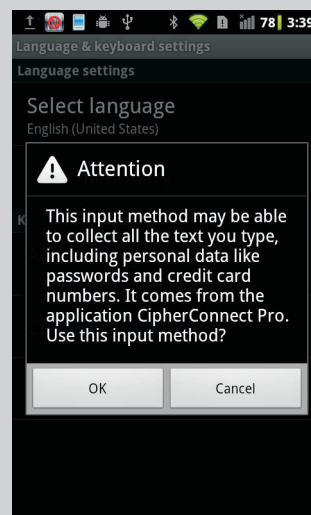 78 3:39
Language & keyboard settings
Language settings
Select language
English (United States)
Attention
K
This input method may be able
to collect all the text you type,
including personal data like
passwords and credit card
numbers. It comes from the
application CipherConnect Pro.
Use this input method?
OK
Cancel